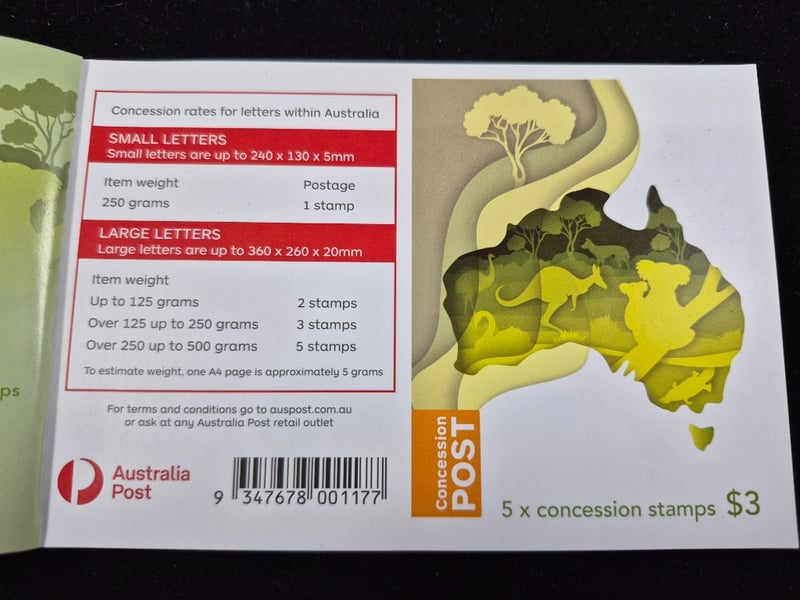 ps
Concession rates for letters within Australia
SMALL LETTERS
Small letters are up to 240 x 130 x 5mm
Item weight Postage
250 grams 1 stamp
LARGE LETTERS
Large letters are up to 360 x 260 x 20mm
Item weight
Up to 125 grams 2 stamps
Over 125 up to 250 grams 3 stamps
Over 250 up to 500 grams 5 stamps
To estimate weight, one A4 page is approximately 5 grams
For terms and conditions go to auspost.com.au
or ask at any Australia Post retail outlet
Australia
Post
9 347678 001177
Concession
POST
5 x concession stamps $3